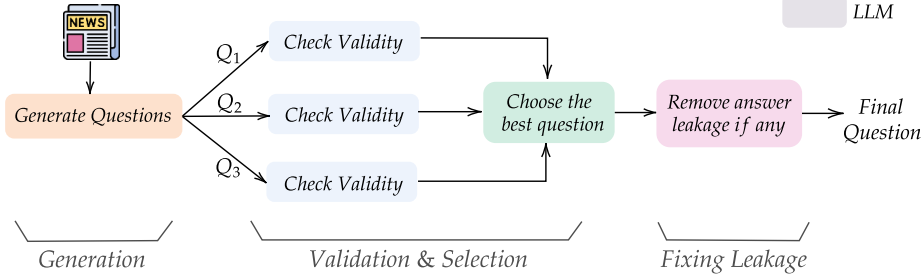 NEWS
LLM
Q1
Check Validity
Generate Questions
Q2
Check Validity
Choose the
best question
Remove answer
leakage if any
Final
Question
Q3
Check Validity
Generation
Validation & Selection
Fixing Leakage